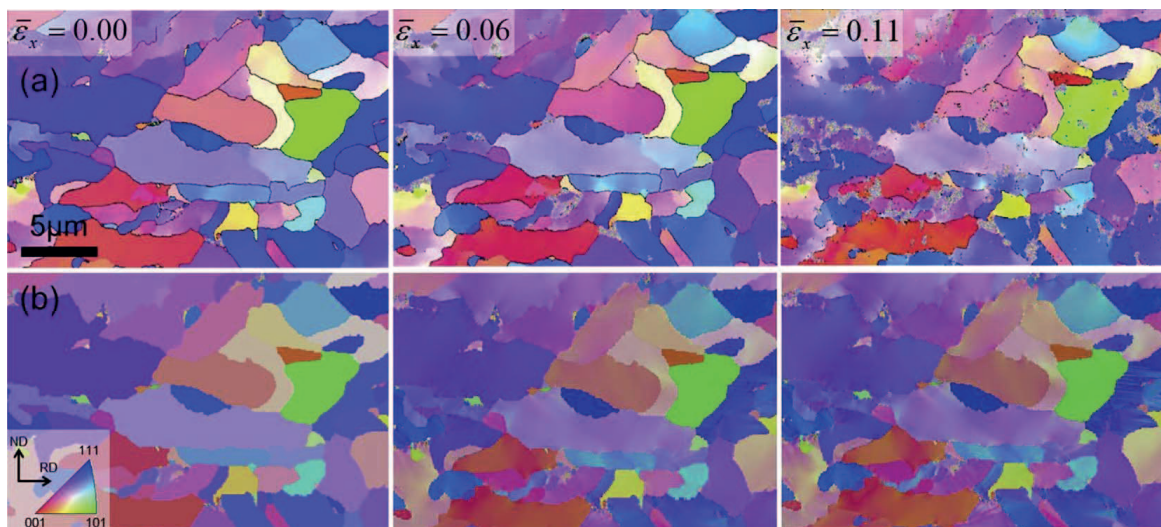 ε̅ₓ = 0.00
ε̅ₓ = 0.06
ε̅ₓ = 0.11
(a)
5μm
(b)
ND
RD
111
001
101